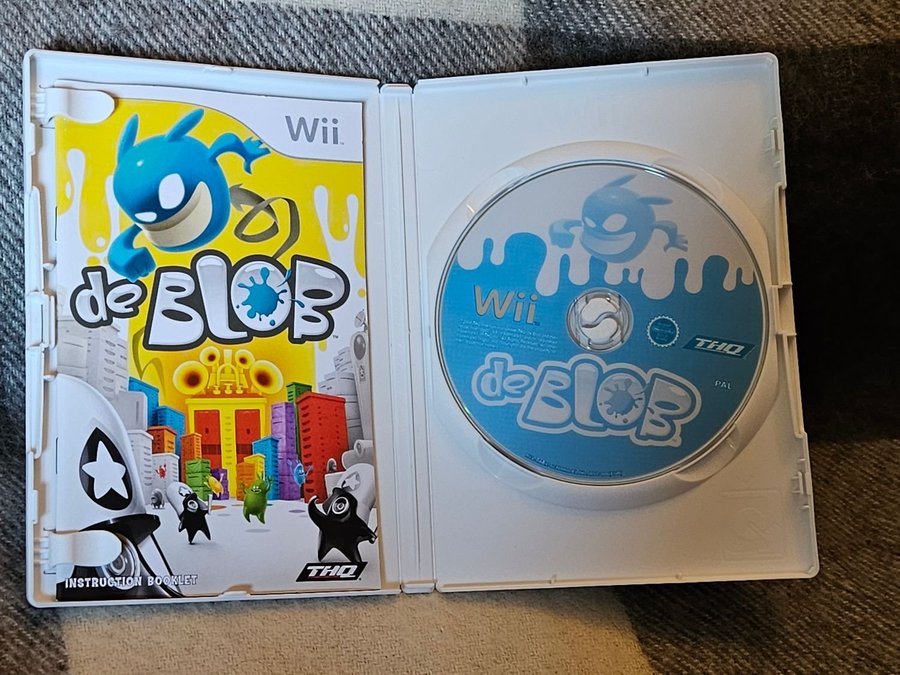 Wii
de BLOB
THQ
INSTRUCTION BOOKLET
Wii
THQ
PAL
de BLOB